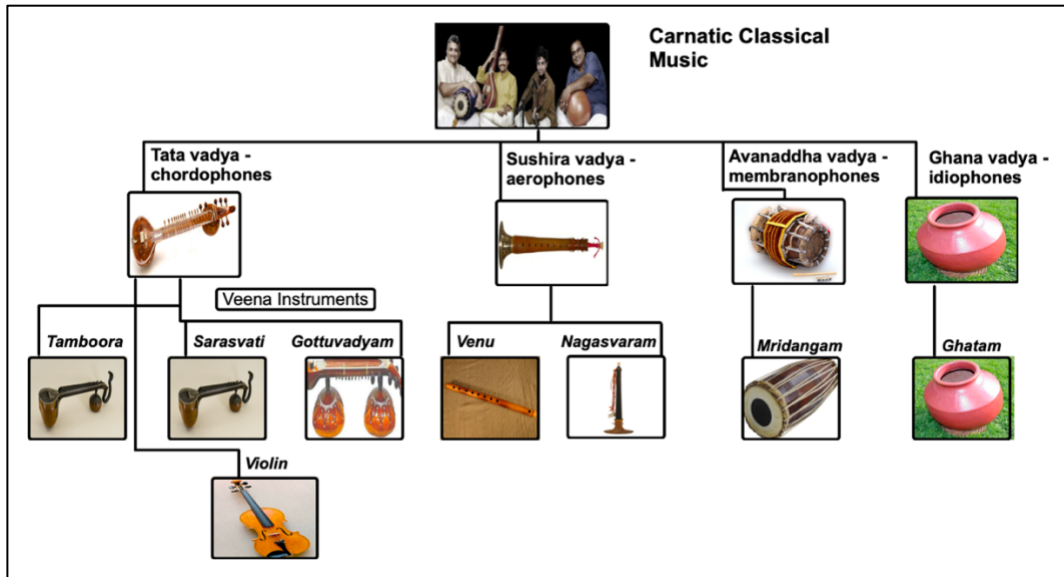 Carnatic Classical
Music
Tata vadya -
chordophones
Sushira vadya -
aerophones
Avanaddha vadya -
membranophones
Ghana vadya -
idiophones
Veena Instruments
Tamboora
Sarasvati
Gottuvadyam
Venu
Nagasvaram
Mridangam
Ghatam
Violin